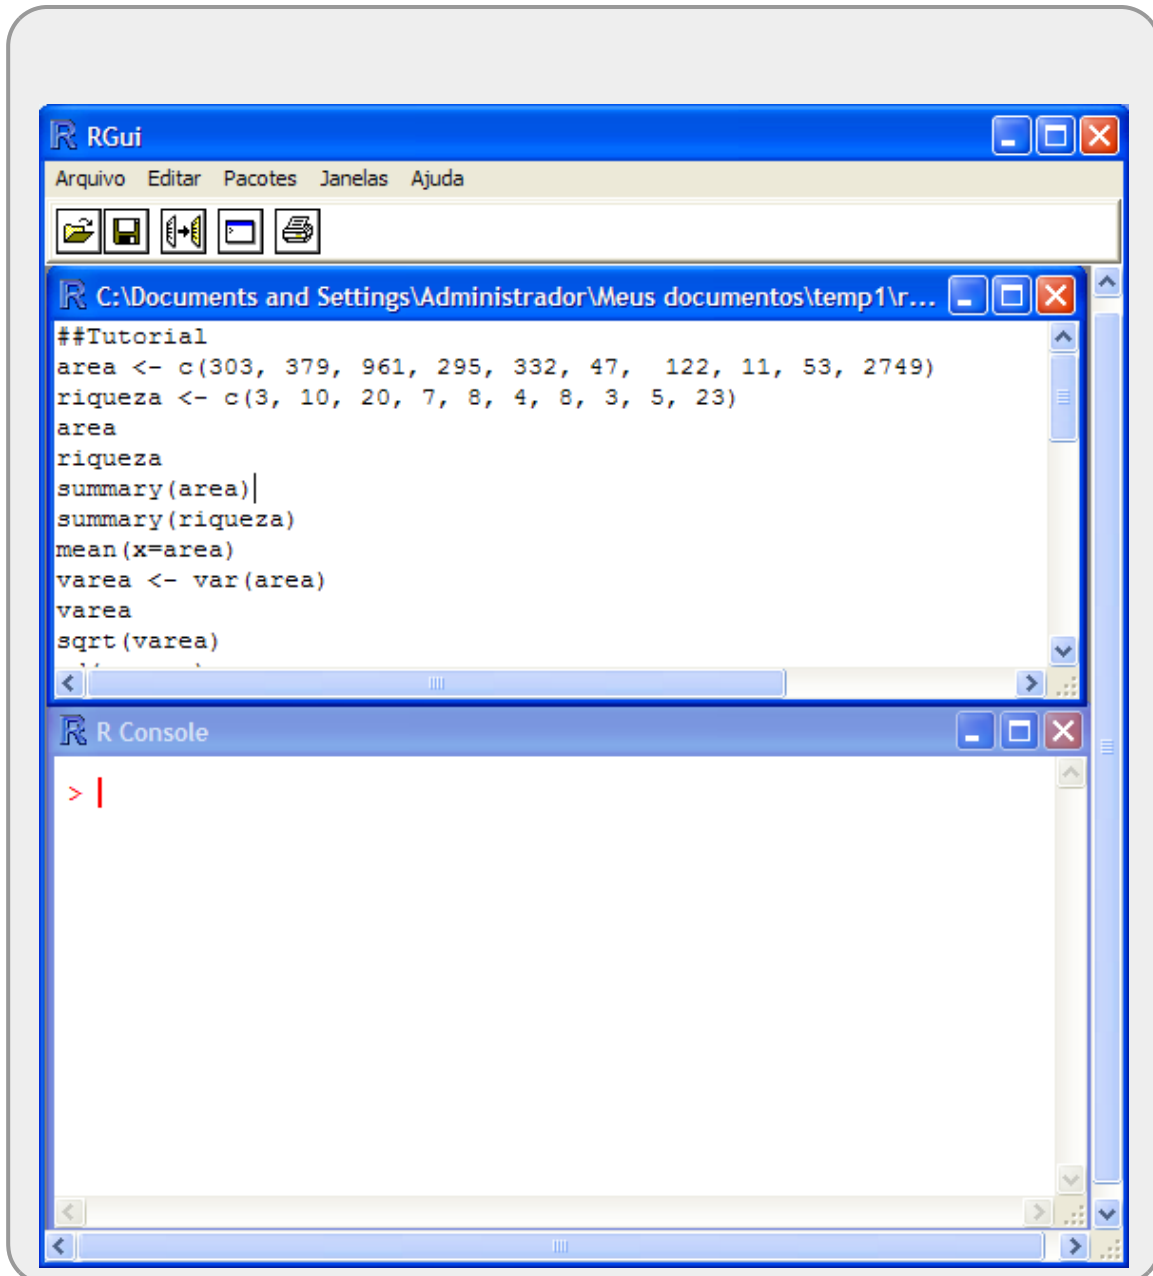 RGui
Arquivo Editar Pacotes Janelas Ajuda
C:\Documents and Settings\Administrador\Meus documentos\temp1\r...
##Tutorial
area <- c(303, 379, 961, 295, 332, 47,  122, 11, 53, 2749)
riqueza <- c(3, 10, 20, 7, 8, 4, 8, 3, 5, 23)
area
riqueza
summary(area)
summary(riqueza)
mean(x=area)
varea <- var(area)
varea
sqrt(varea)
R Console
>